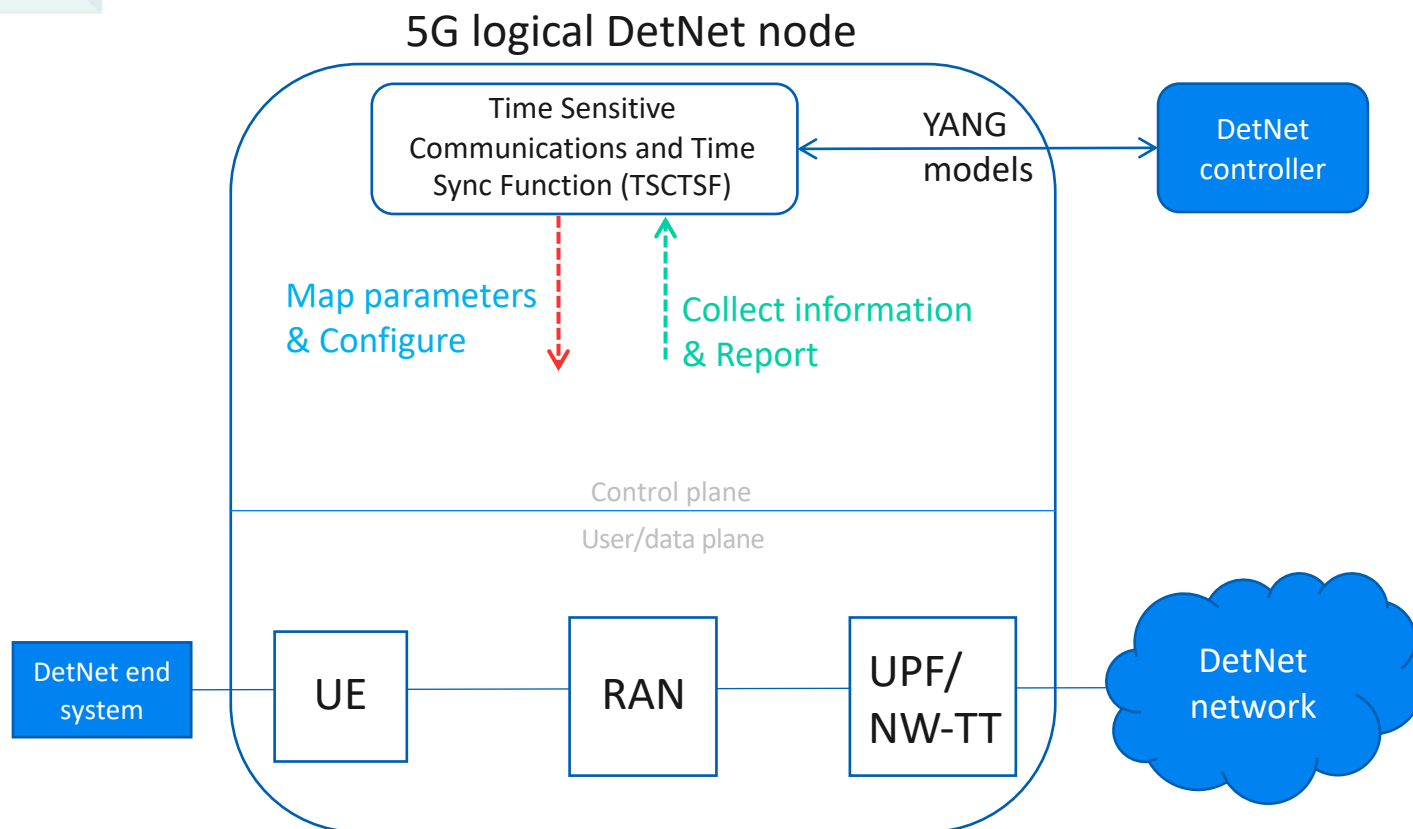 5G logical DetNet node
Time Sensitive
Communications and Time
Sync Function (TSCTSF)
YANG
models
DetNet
controller
Map parameters
& Configure
Collect information
& Report
Control plane
User/data plane
DetNet end
system
UE
RAN
UPF/
NW-TT
DetNet
network